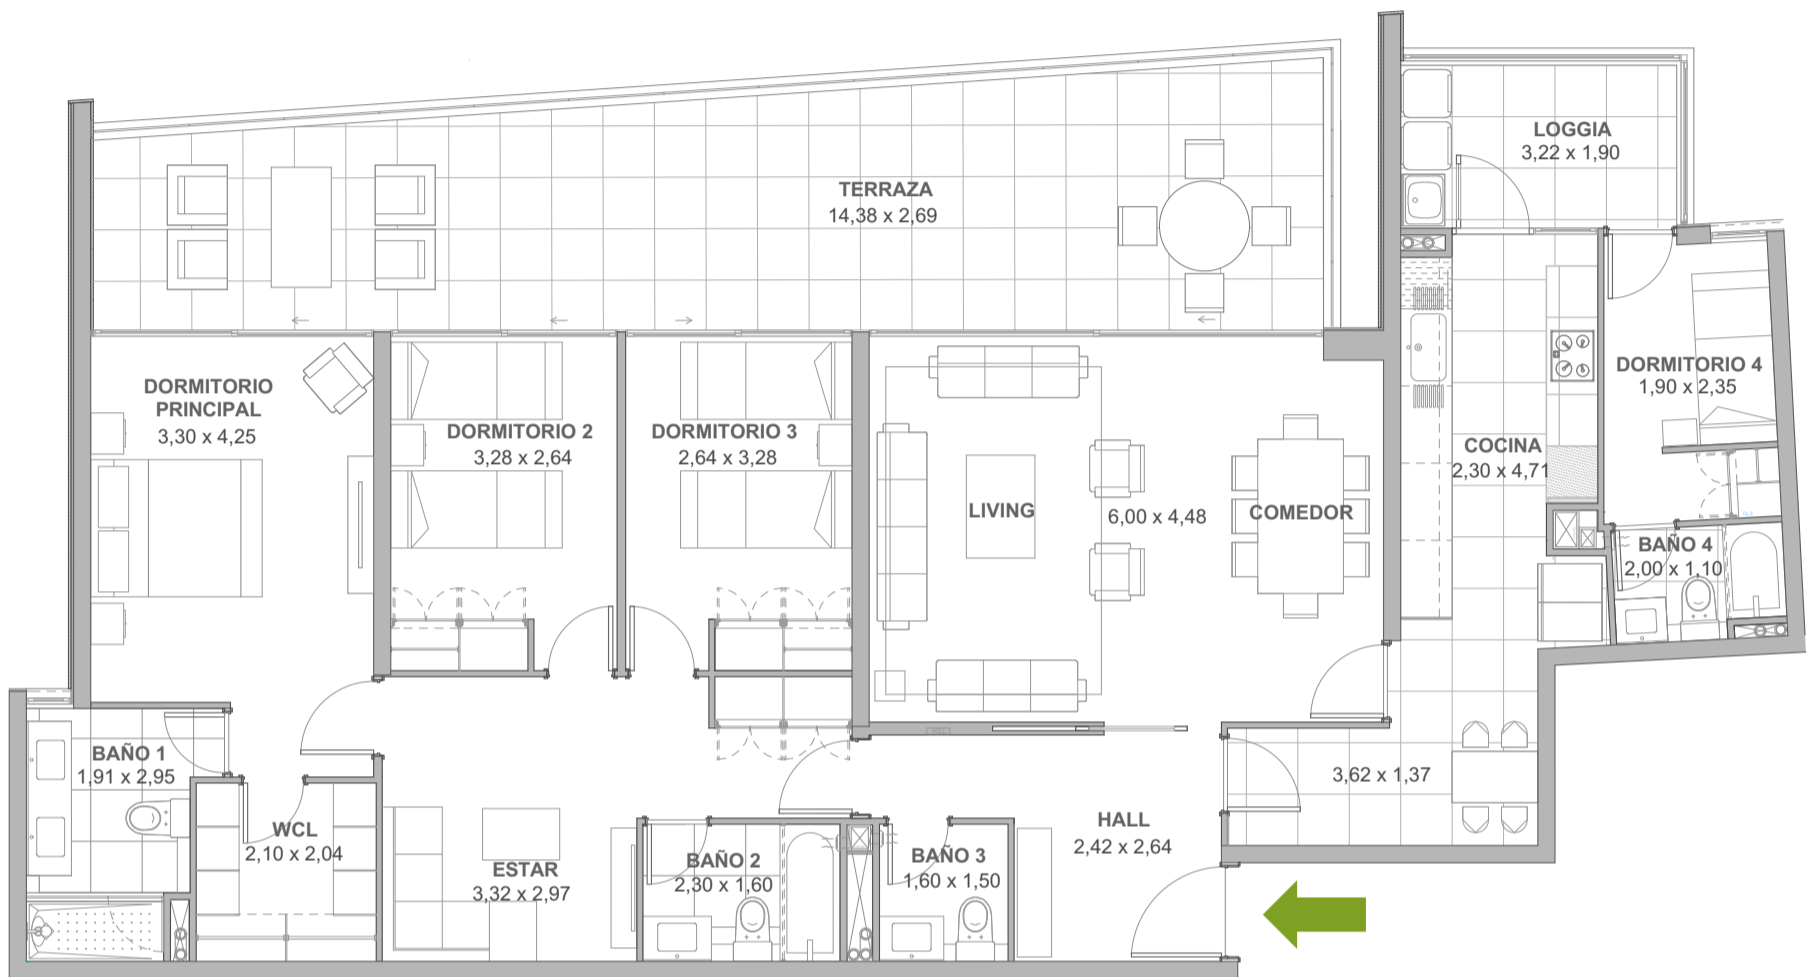 LOGGIA
3,22 x 1,90
TERRAZA
14,38 x 2,69
DORMITORIO
PRINCIPAL
3,30 x 4,25
DORMITORIO 2
3,28 x 2,64
DORMITORIO 3
2,64 x 3,28
LIVING
6,00 x 4,48
COMEDOR
COCINA
2,30 x 4,71
DORMITORIO 4
1,90 x 2,35
BAÑO 4
2,00 x 1,10
BAÑO 1
1,91 x 2,95
WCL
2,10 x 2,04
ESTAR
3,32 x 2,97
BAÑO 2
2,30 x 1,60
BAÑO 3
1,60 x 1,50
HALL
2,42 x 2,64
3,62 x 1,37